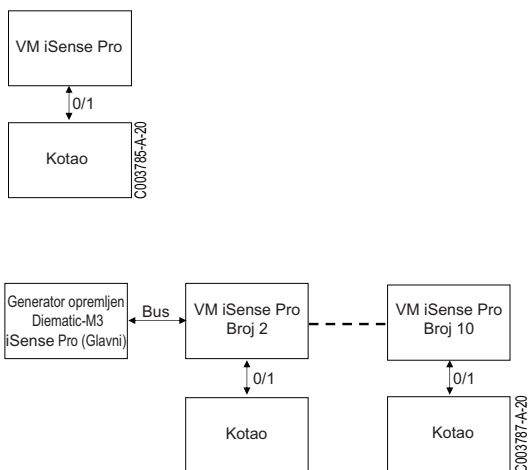 VM iSense Pro
0/1
Kotao
C003785-A-20
Generator opremljen
Diematic-M3
iSense Pro (Glavni)
Bus
VM iSense Pro
Broj 2
VM iSense Pro
Broj 10
0/1
0/1
Kotao
Kotao
C003787-A-20